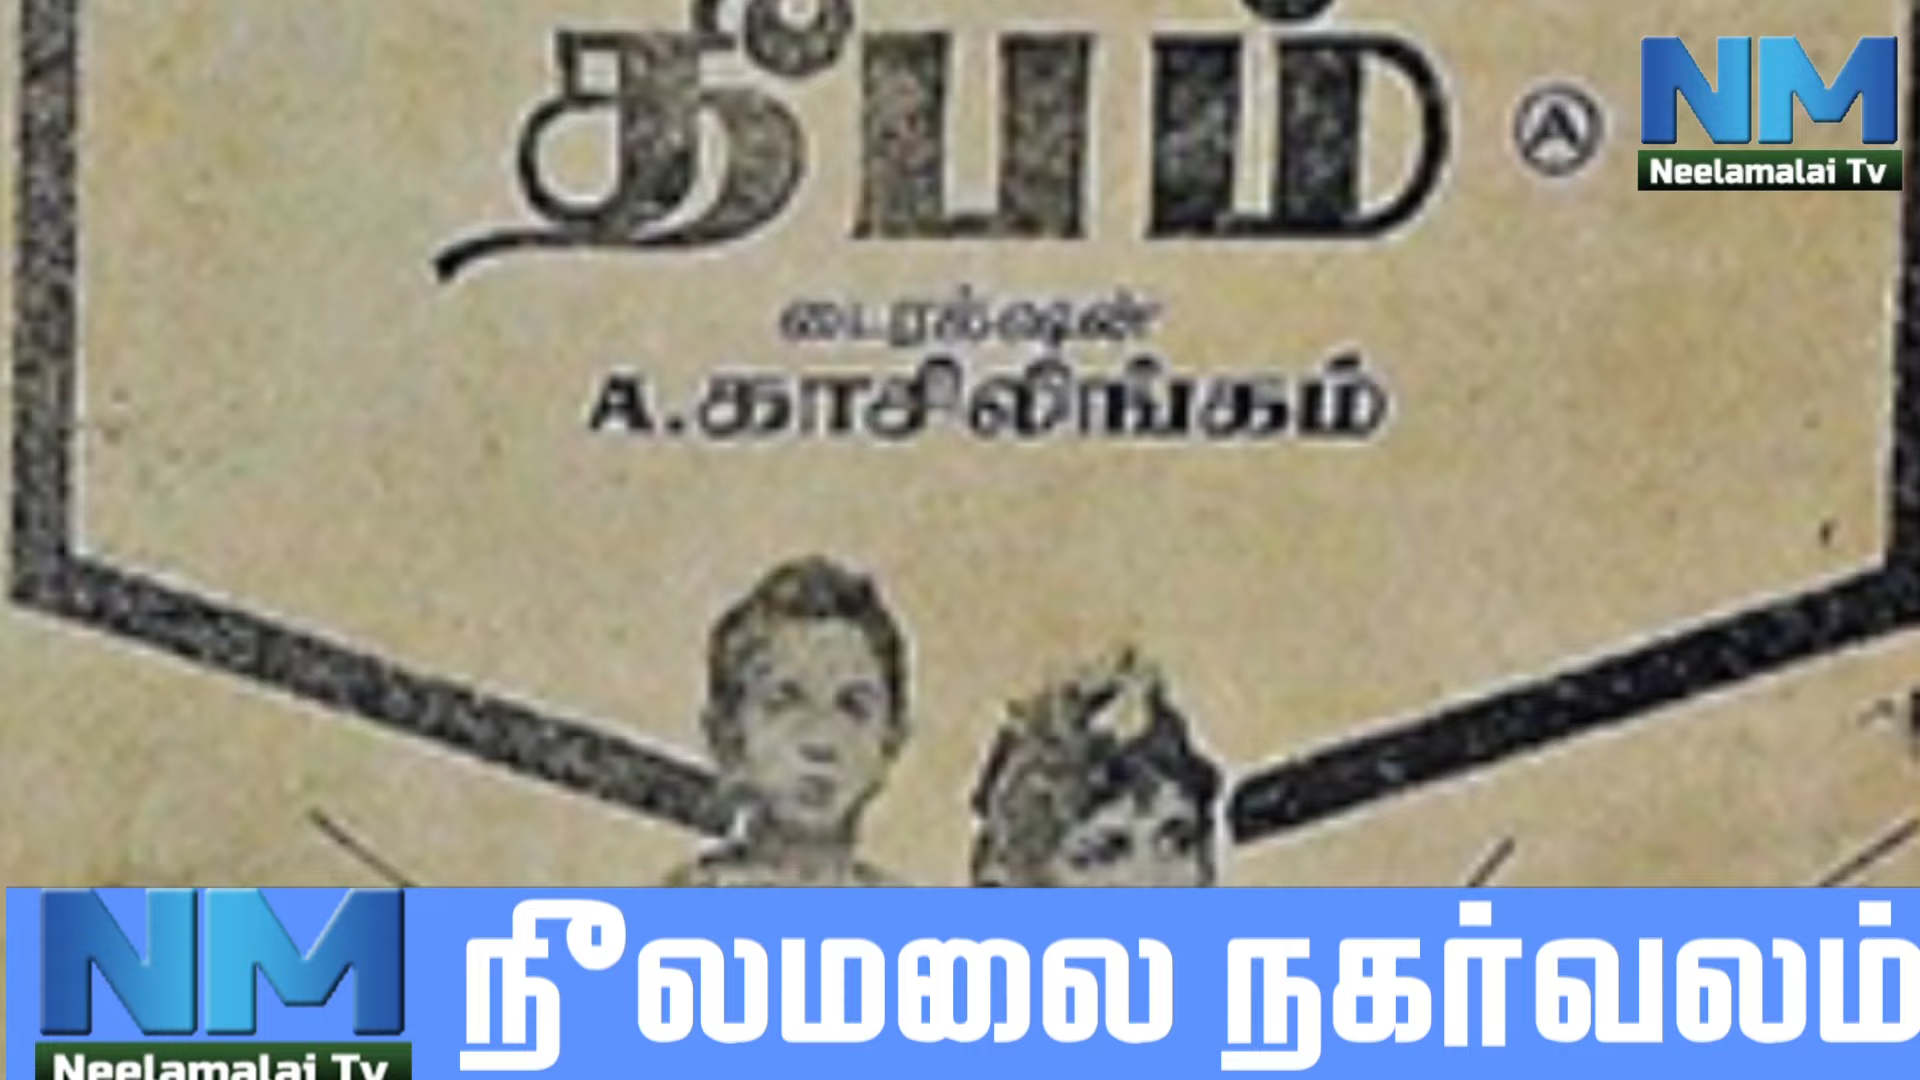 தீபம்
Ⓐ
NM
Neelamalai Tv
டைரக்ஷன்
A.காசிலிங்கம்
NM
Neelamalai Tv
நீலமலை நகர்வலம்